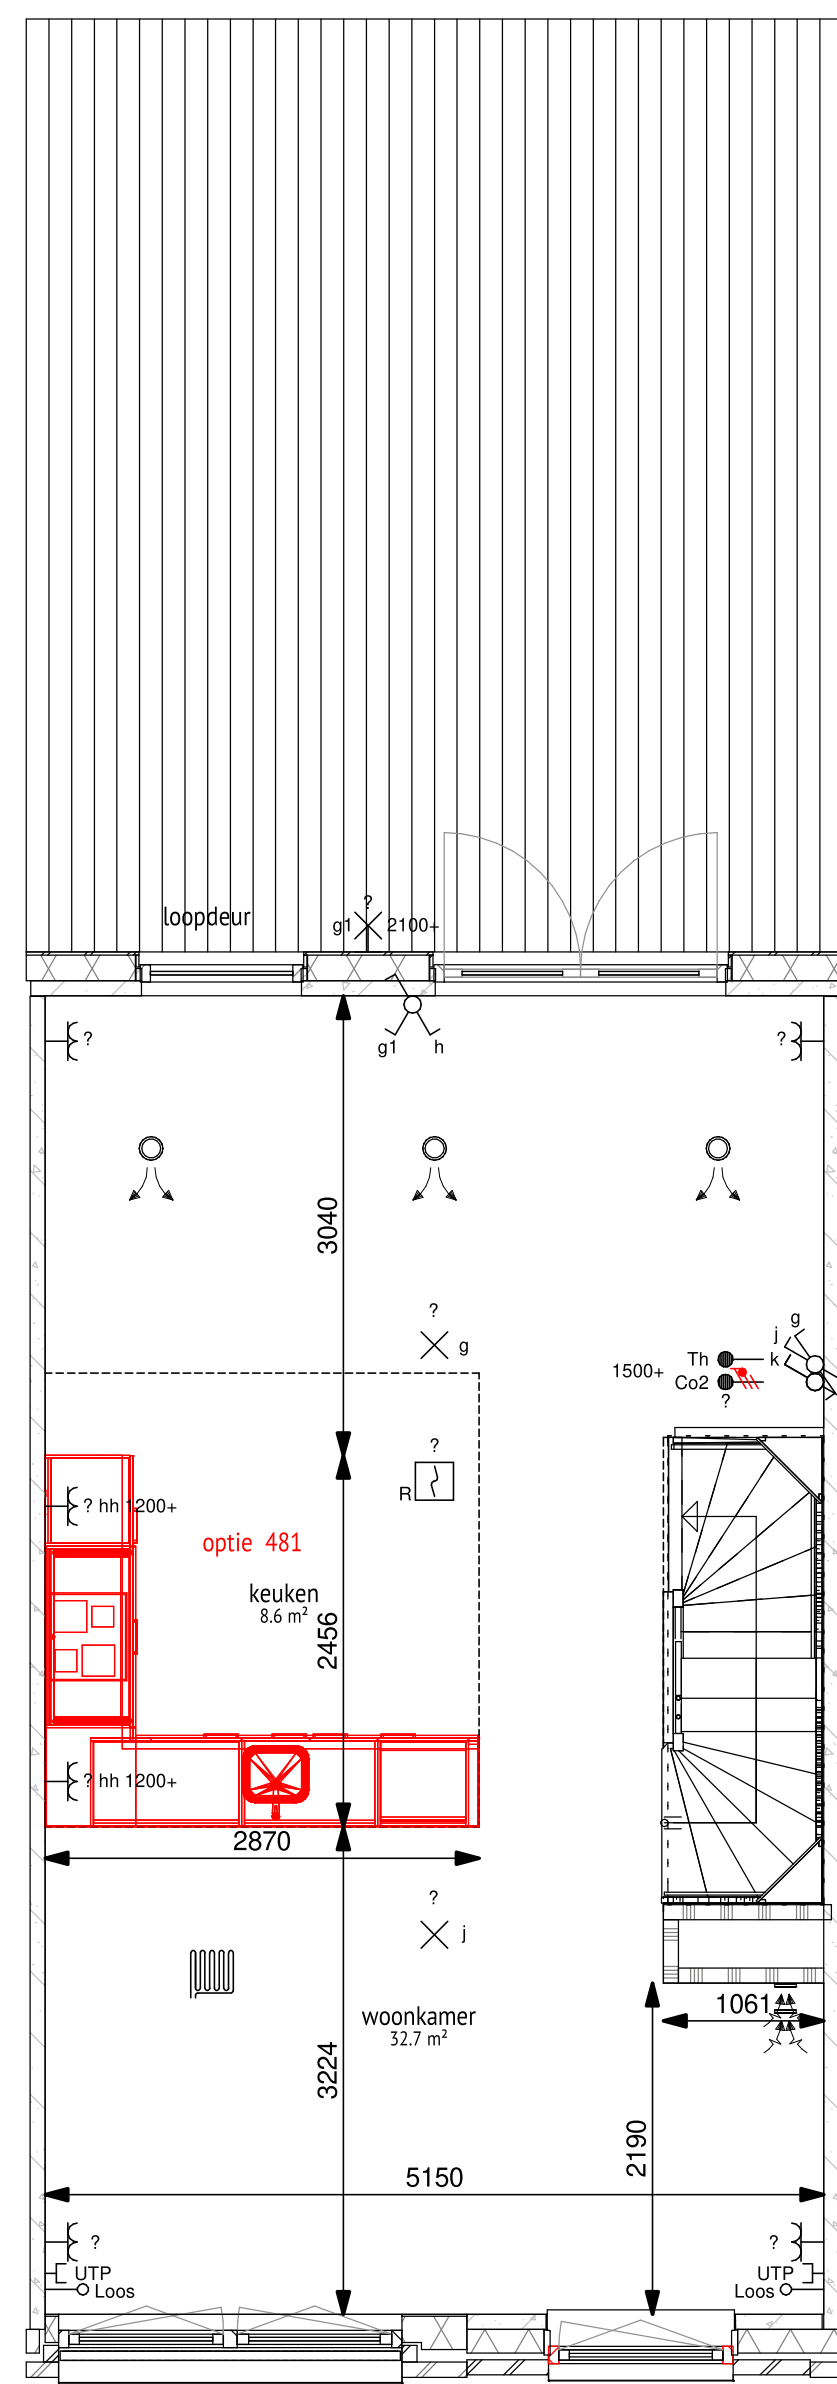 ?
loopdeur
g1 2100+
g1 h
? ?
3040
?
g
g
j
Th k
1500+ Co2
?
?
R
? hh 1200+
optie 481
keuken
8.6 m²
2456
? hh 1200+
2870
?
j
woonkamer
32.7 m²
1061
3224
2190
5150
? ?
UTP UTP
Loos Loos